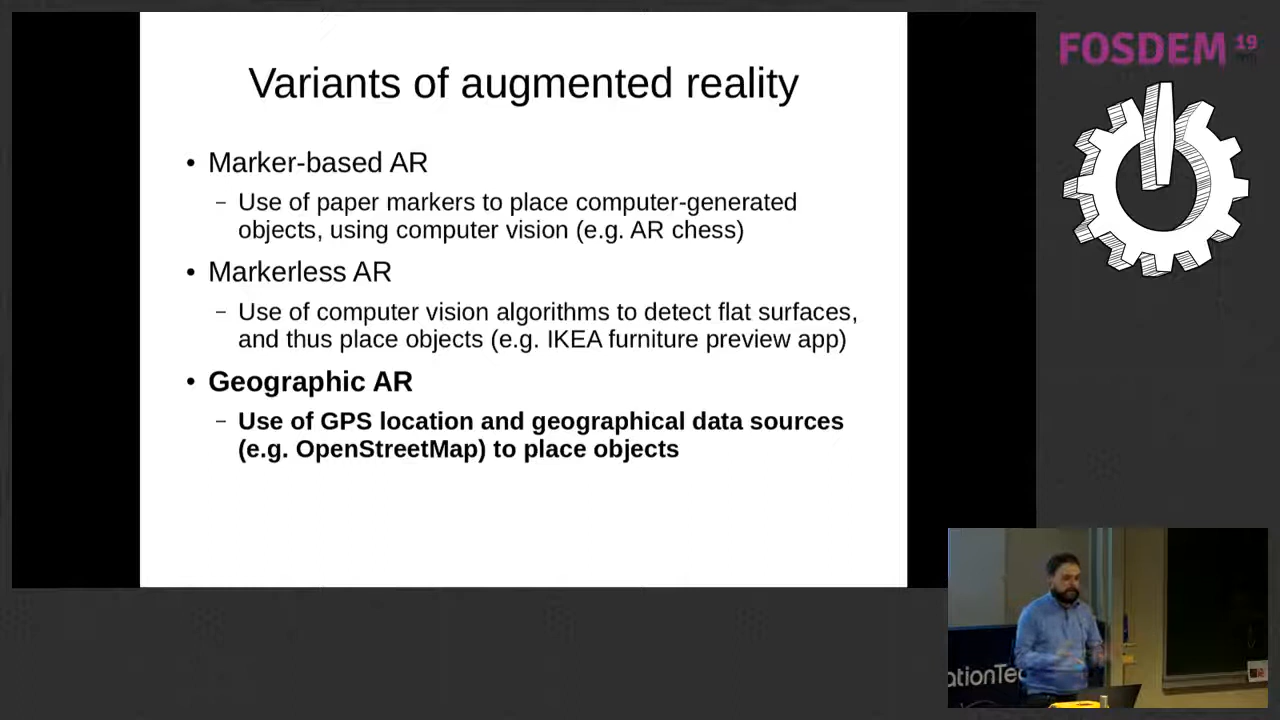 Variants of augmented reality
• Marker-based AR
– Use of paper markers to place computer-generated
objects, using computer vision (e.g. AR chess)
• Markerless AR
– Use of computer vision algorithms to detect flat surfaces,
and thus place objects (e.g. IKEA furniture preview app)
• Geographic AR
– Use of GPS location and geographical data sources
(e.g. OpenStreetMap) to place objects
FOSDEM 19
ationTec